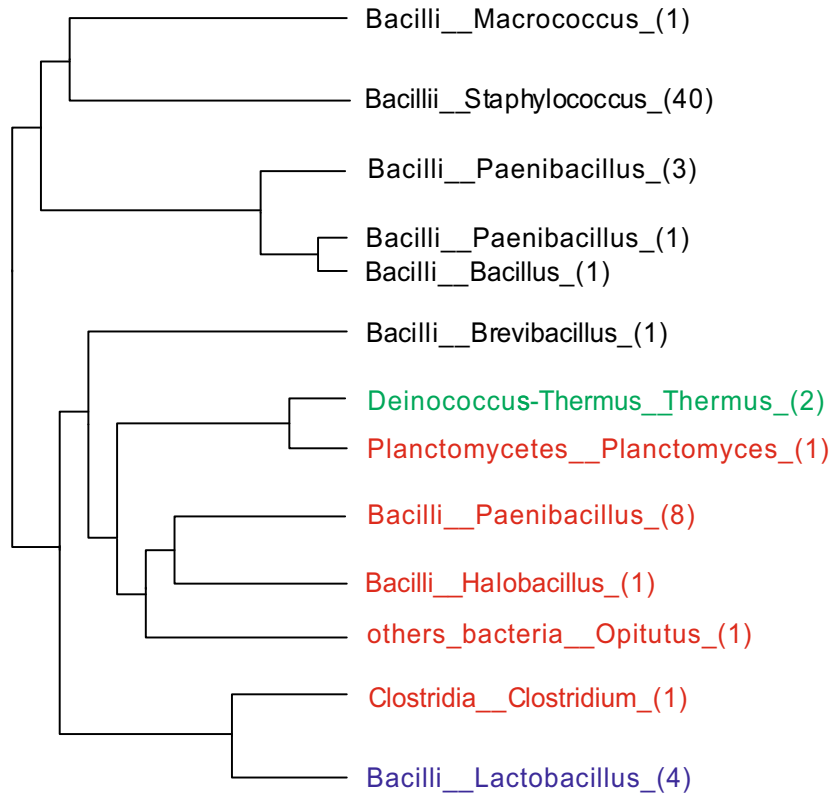 Bacilli__Macrococcus_(1)
Bacillii__Staphylococcus_(40)
Bacilli__Paenibacillus_(3)
Bacilli__Paenibacillus_(1)
Bacilli__Bacillus_(1)
Bacilli__Brevibacillus_(1)
Deinococcus-Thermus__Thermus_(2)
Planctomycetes__Planctomyces_(1)
Bacilli__Paenibacillus_(8)
Bacilli__Halobacillus_(1)
others_bacteria__Opitutus_(1)
Clostridia__Clostridium_(1)
Bacilli__Lactobacillus_(4)